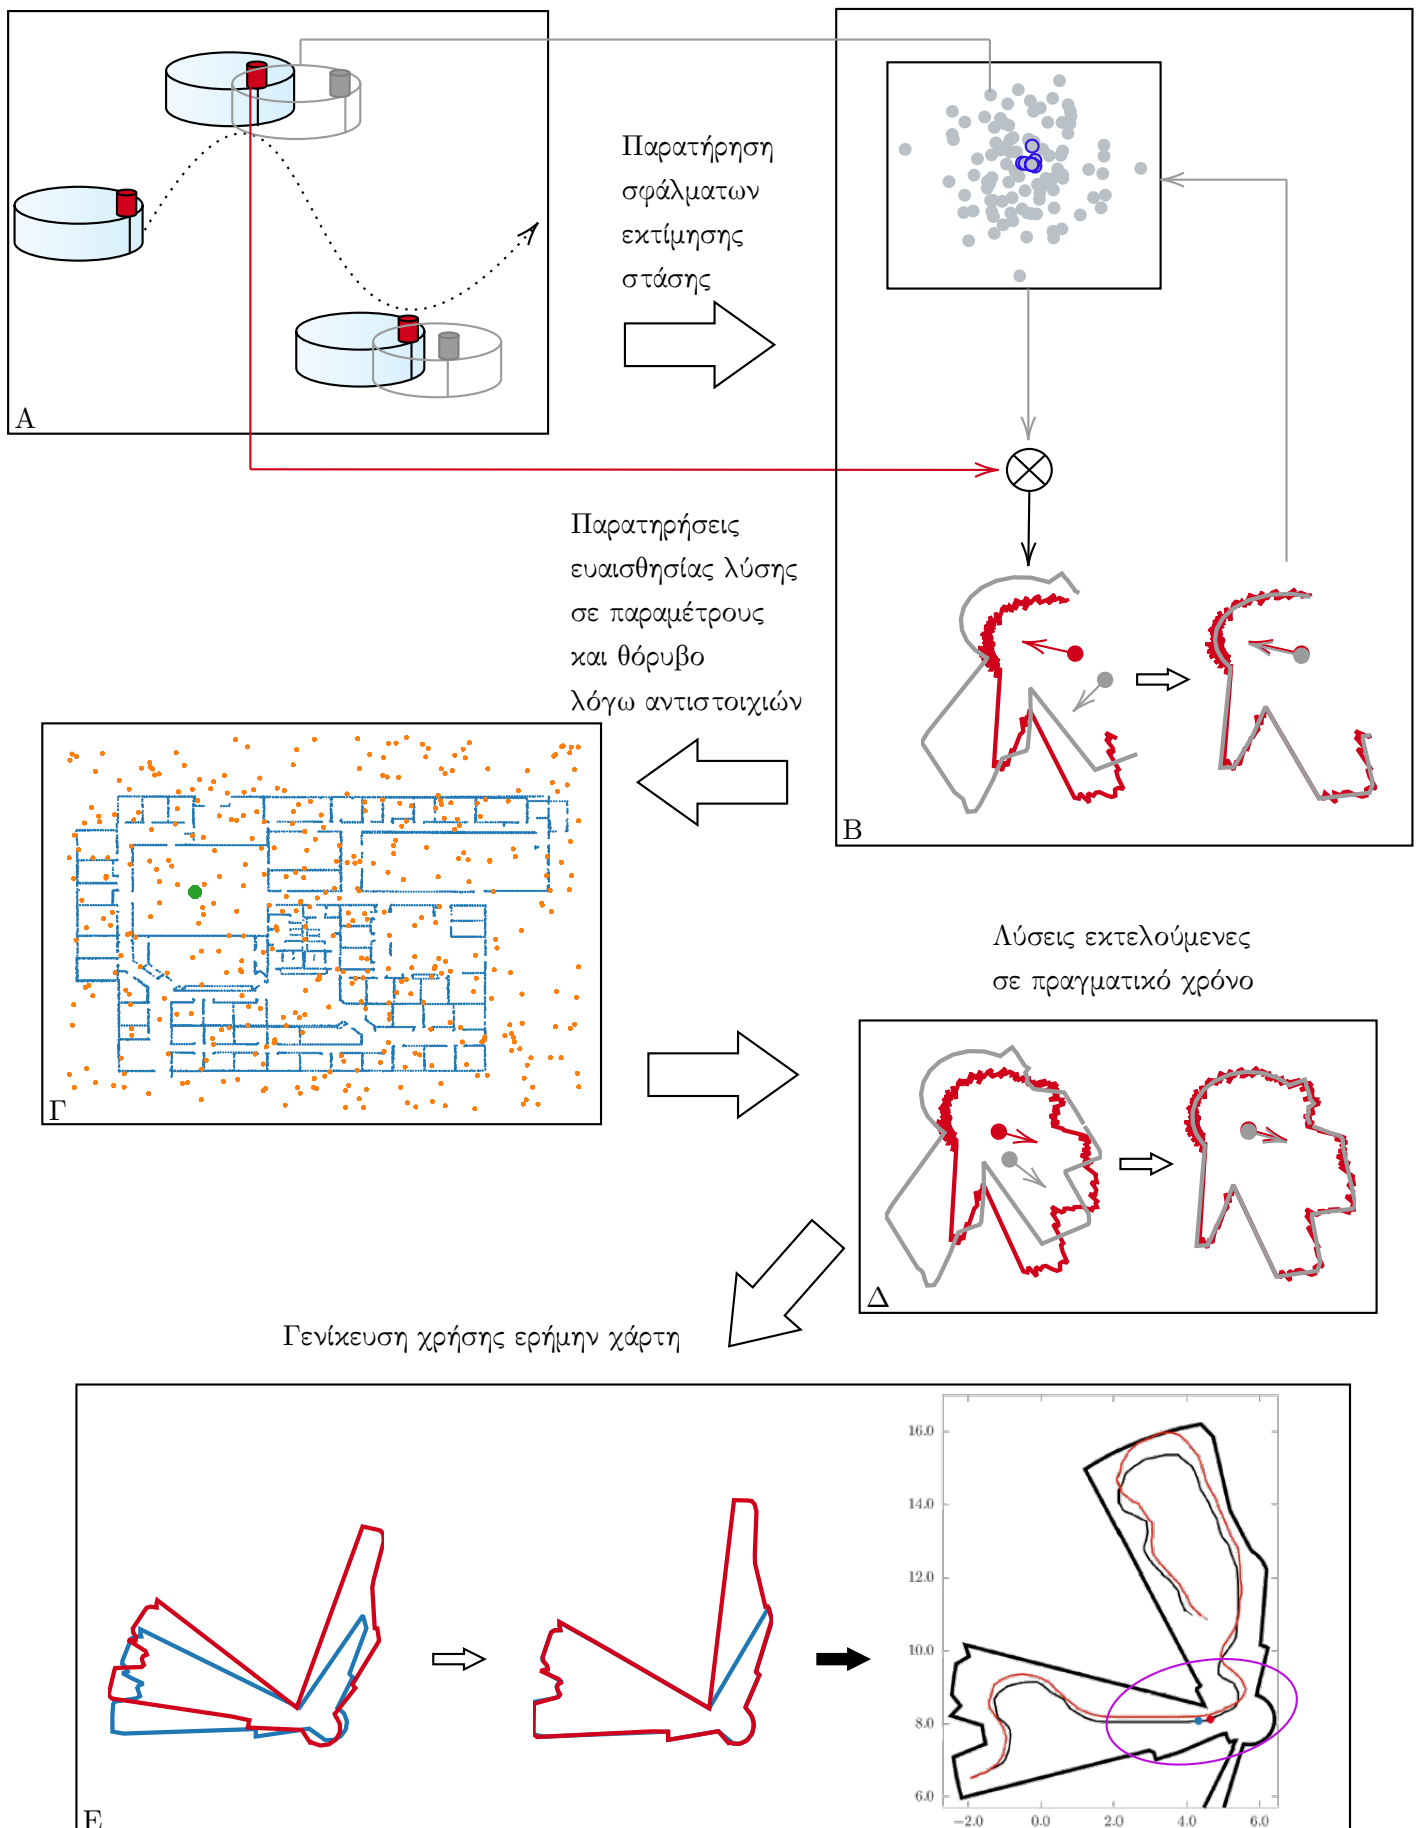 Παρατήρηση
σφάλματων
εκτίμησης
στάσης
Α
Παρατηρήσεις
ευαισθησίας λύσης
σε παραμέτρους
και θόρυβο
λόγω αντιστοιχιών
Β
Γ
Λύσεις εκτελούμενες
σε πραγματικό χρόνο
Δ
Γενίκευση χρήσης ερήμην χάρτη
16.0
14.0
12.0
10.0
8.0
6.0
−2.0 0.0 2.0 4.0 6.0
Ε